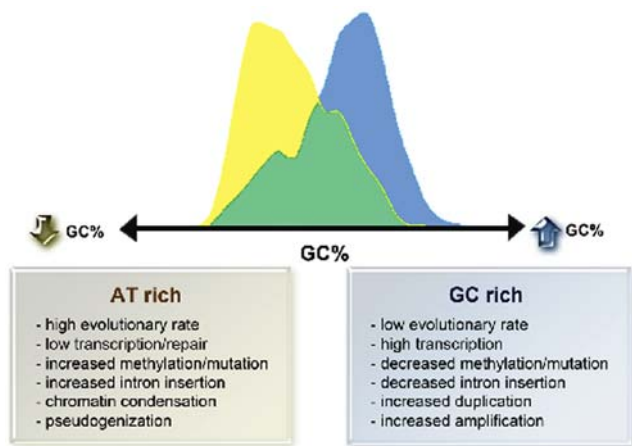 GC%
GC%
GC%
AT rich
- high evolutionary rate
- low transcription/repair
- increased methylation/mutation
- increased intron insertion
- chromatin condensation
- pseudogenization
GC rich
- low evolutionary rate
- high transcription
- decreased methylation/mutation
- decreased intron insertion
- increased duplication
- increased amplification